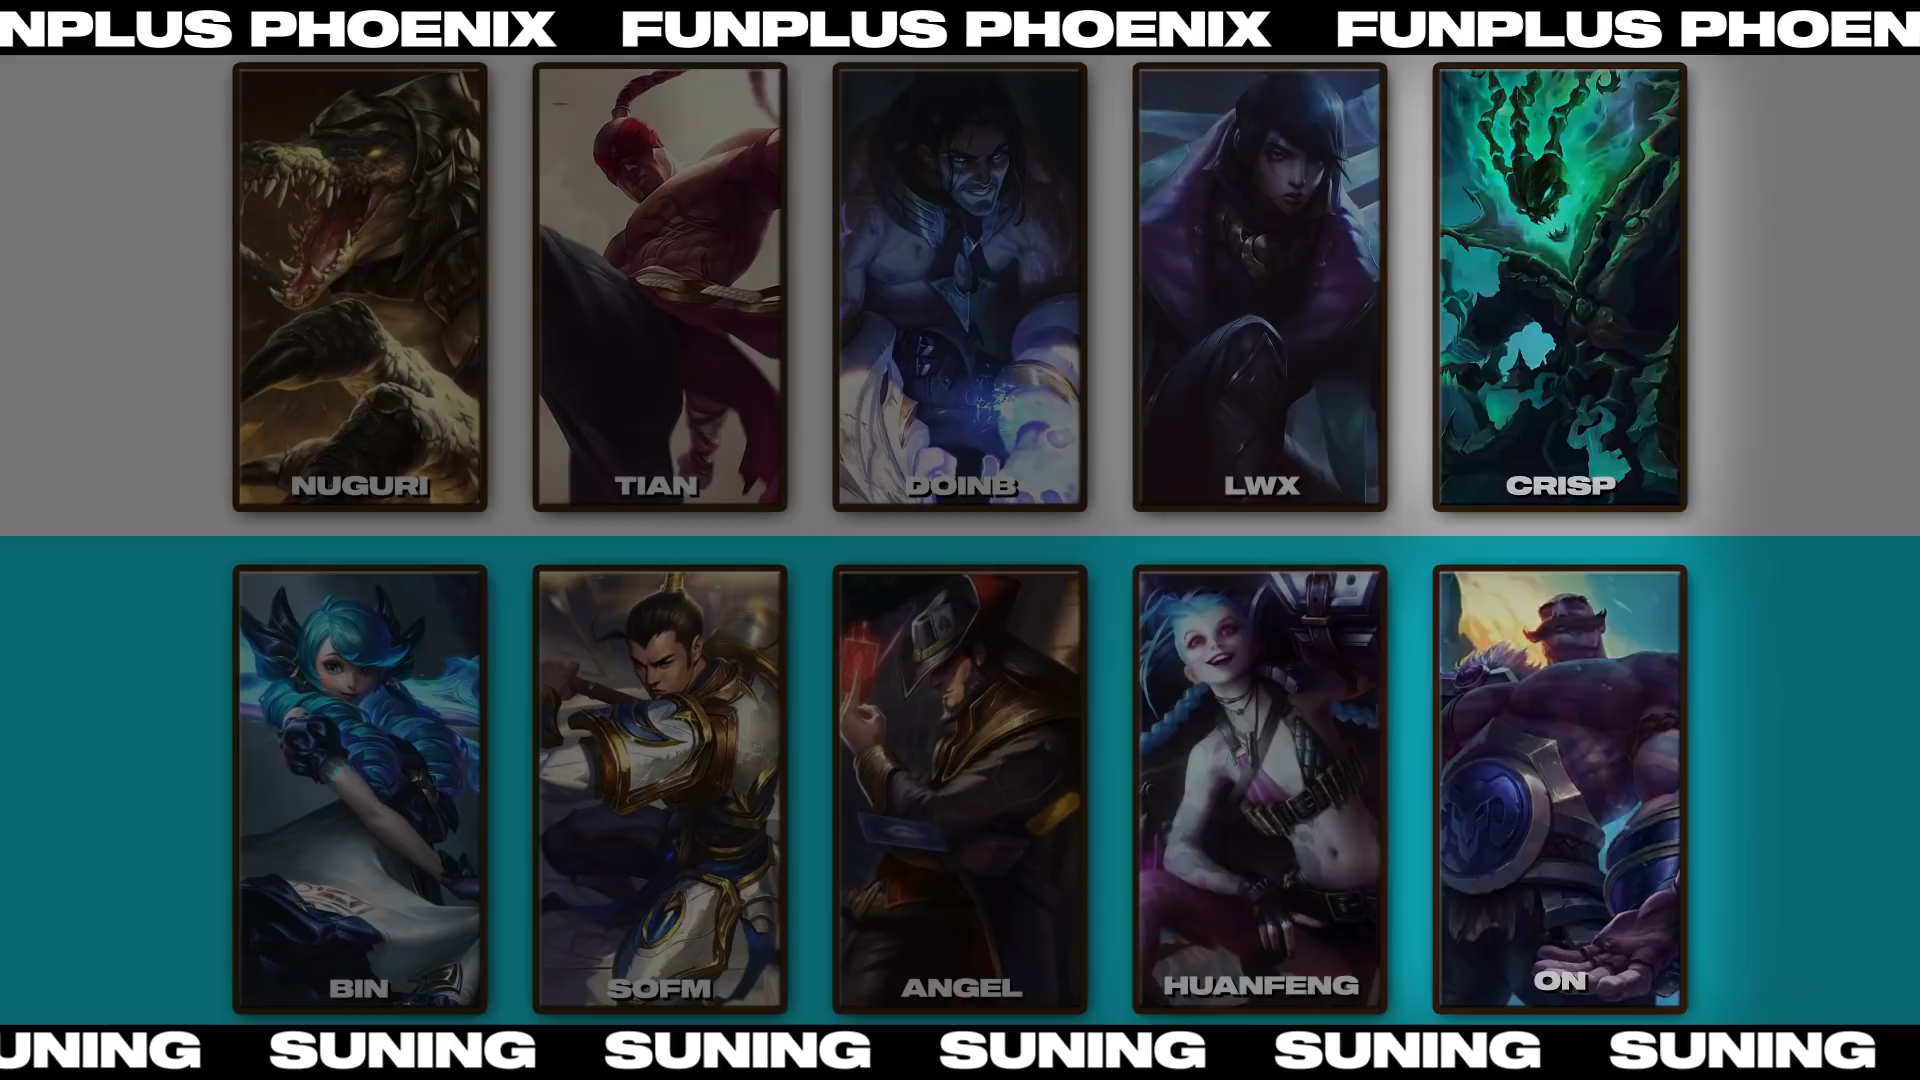 NPLUS PHOENIX FUNPLUS PHOENIX FUNPLUS PHOEN
NUGURI TIAN DOINB LWX CRISP
BIN SOFM ANGEL HUANFENG ON
UNING SUNING SUNING SUNING SUNING SUNING